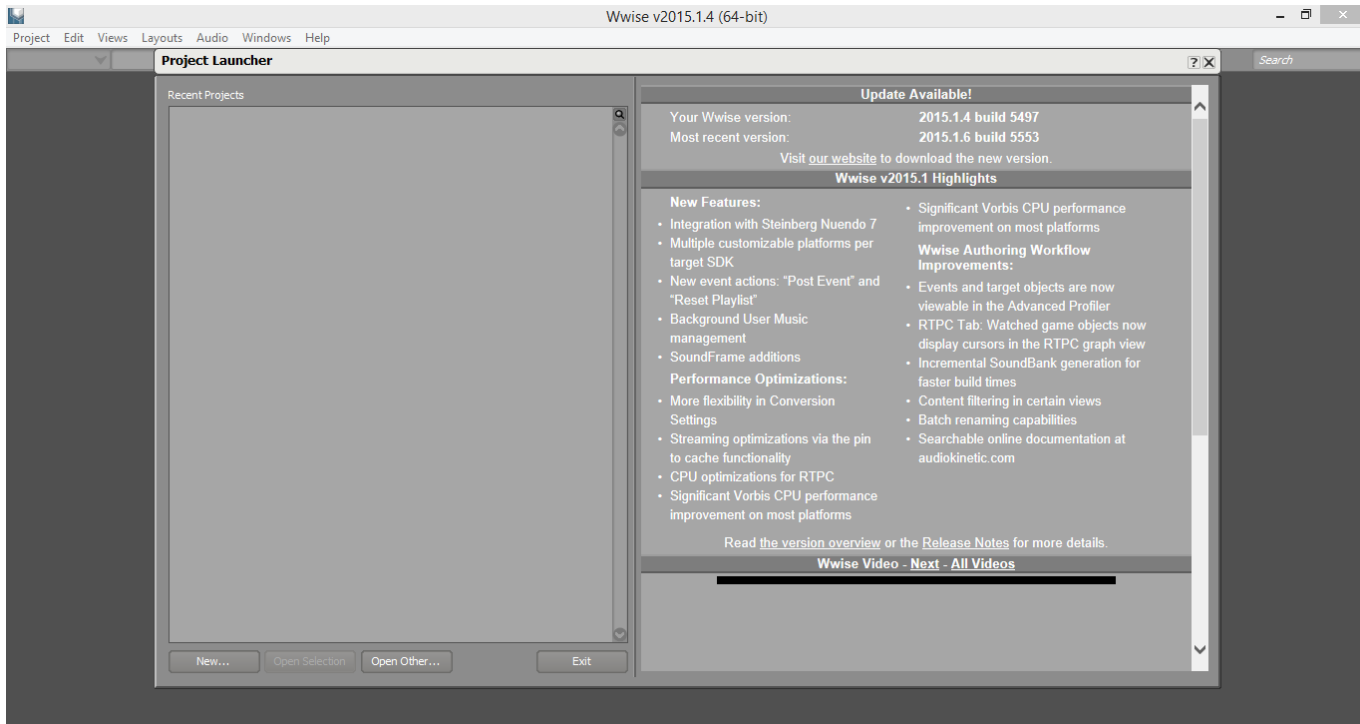 Wwise v2015.1.4 (64-bit)
Project Edit Views Layouts Audio Windows Help
Project Launcher
Search
Recent Projects
New...
Open Selection
Open Other...
Exit
Update Available!
Your Wwise version: 2015.1.4 build 5497
Most recent version: 2015.1.6 build 5553
Visit our website to download the new version.
Wwise v2015.1 Highlights
New Features:
• Integration with Steinberg Nuendo 7
• Multiple customizable platforms per
target SDK
• New event actions: "Post Event" and
"Reset Playlist"
• Background User Music
management
• SoundFrame additions
Performance Optimizations:
• More flexibility in Conversion
Settings
• Streaming optimizations via the pin
to cache functionality
• CPU optimizations for RTPC
• Significant Vorbis CPU performance
improvement on most platforms
• Significant Vorbis CPU performance
improvement on most platforms
Wwise Authoring Workflow
Improvements:
• Events and target objects are now
viewable in the Advanced Profiler
• RTPC Tab: Watched game objects now
display cursors in the RTPC graph view
• Incremental SoundBank generation for
faster build times
• Content filtering in certain views
• Batch renaming capabilities
• Searchable online documentation at
audiokinetic.com
Read the version overview or the Release Notes for more details.
Wwise Video - Next - All Videos